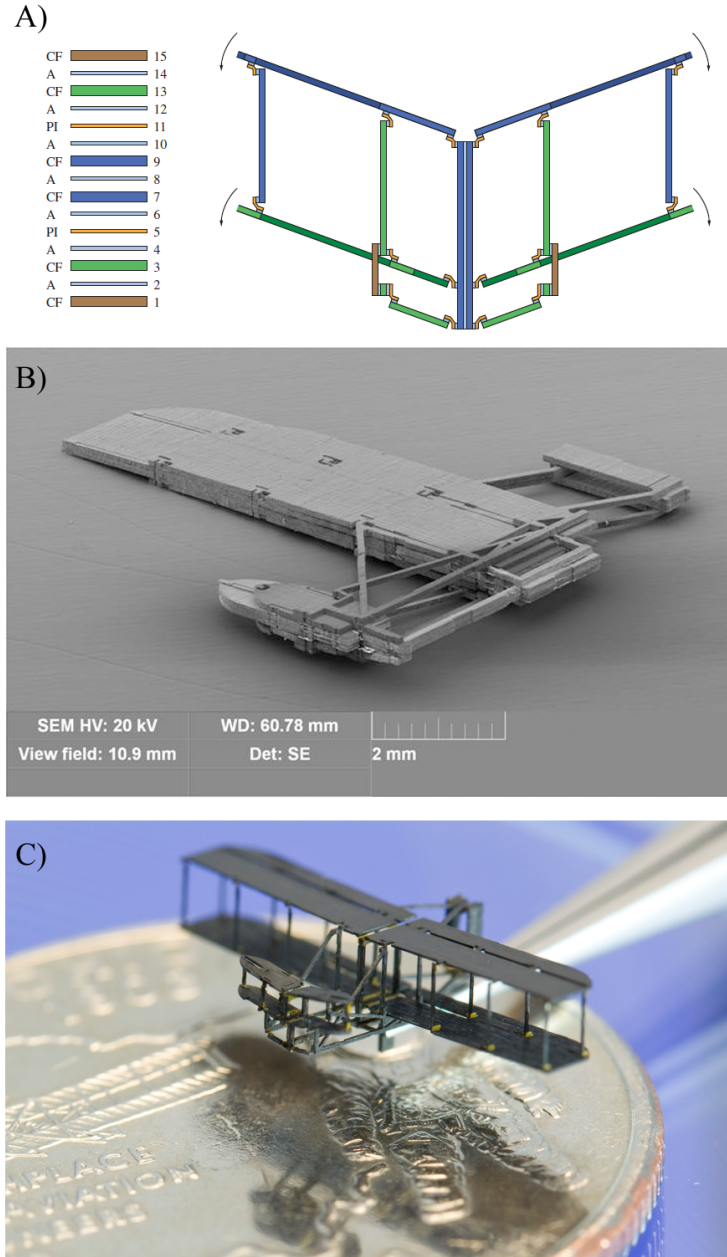 A)
CF 15
A 14
CF 13
A 12
PI 11
A 10
CF 9
A 8
CF 7
A 6
PI 5
A 4
CF 3
A 2
CF 1
B)
SEM HV: 20 kV WD: 60.78 mm
View field: 10.9 mm Det: SE 2 mm
C)
HPLACE
AVIATION
NEERS